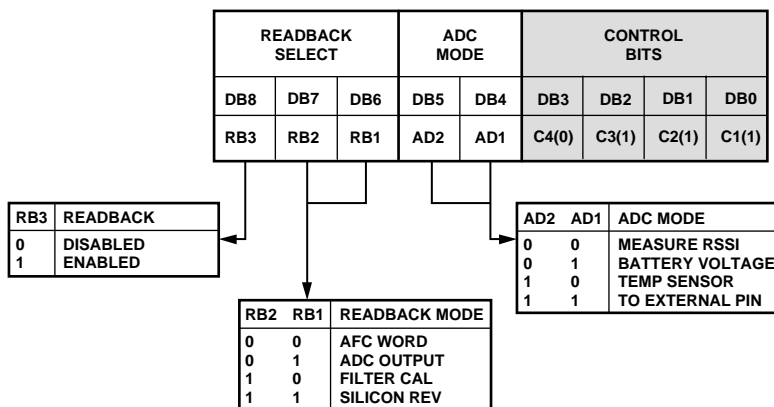 READBACK SELECT ADC MODE CONTROL BITS
DB8 DB7 DB6 DB5 DB4 DB3 DB2 DB1 DB0
RB3 RB2 RB1 AD2 AD1 C4(0) C3(1) C2(1) C1(1)
RB3 READBACK
0 DISABLED
1 ENABLED
AD2 AD1 ADC MODE
0 0 MEASURE RSSI
0 1 BATTERY VOLTAGE
1 0 TEMP SENSOR
1 1 TO EXTERNAL PIN
RB2 RB1 READBACK MODE
0 0 AFC WORD
0 1 ADC OUTPUT
1 0 FILTER CAL
1 1 SILICON REV